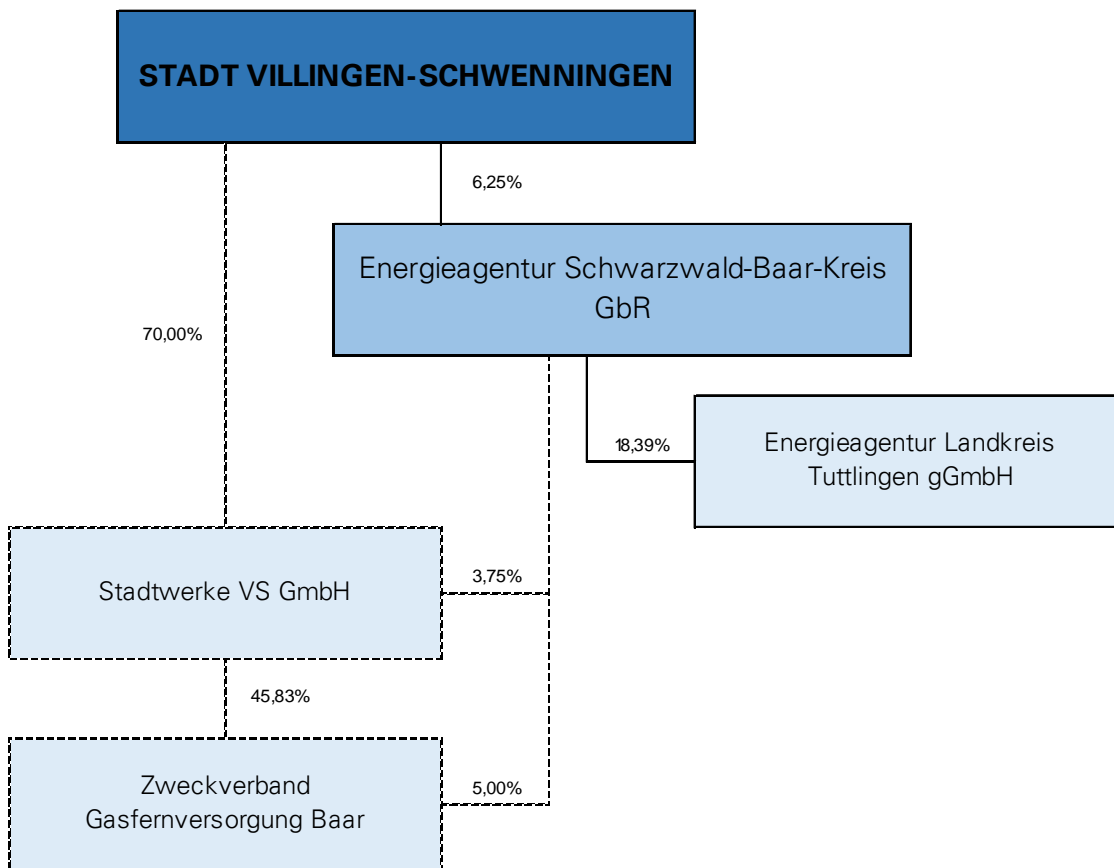 STADT VILLINGEN-SCHWENNINGEN
6,25%
Energieagentur Schwarzwald-Baar-Kreis
GbR
70,00%
18,39%
Energieagentur Landkreis
Tuttlingen gGmbH
Stadtwerke VS GmbH
3,75%
45,83%
Zweckverband
Gasfernversorgung Baar
5,00%